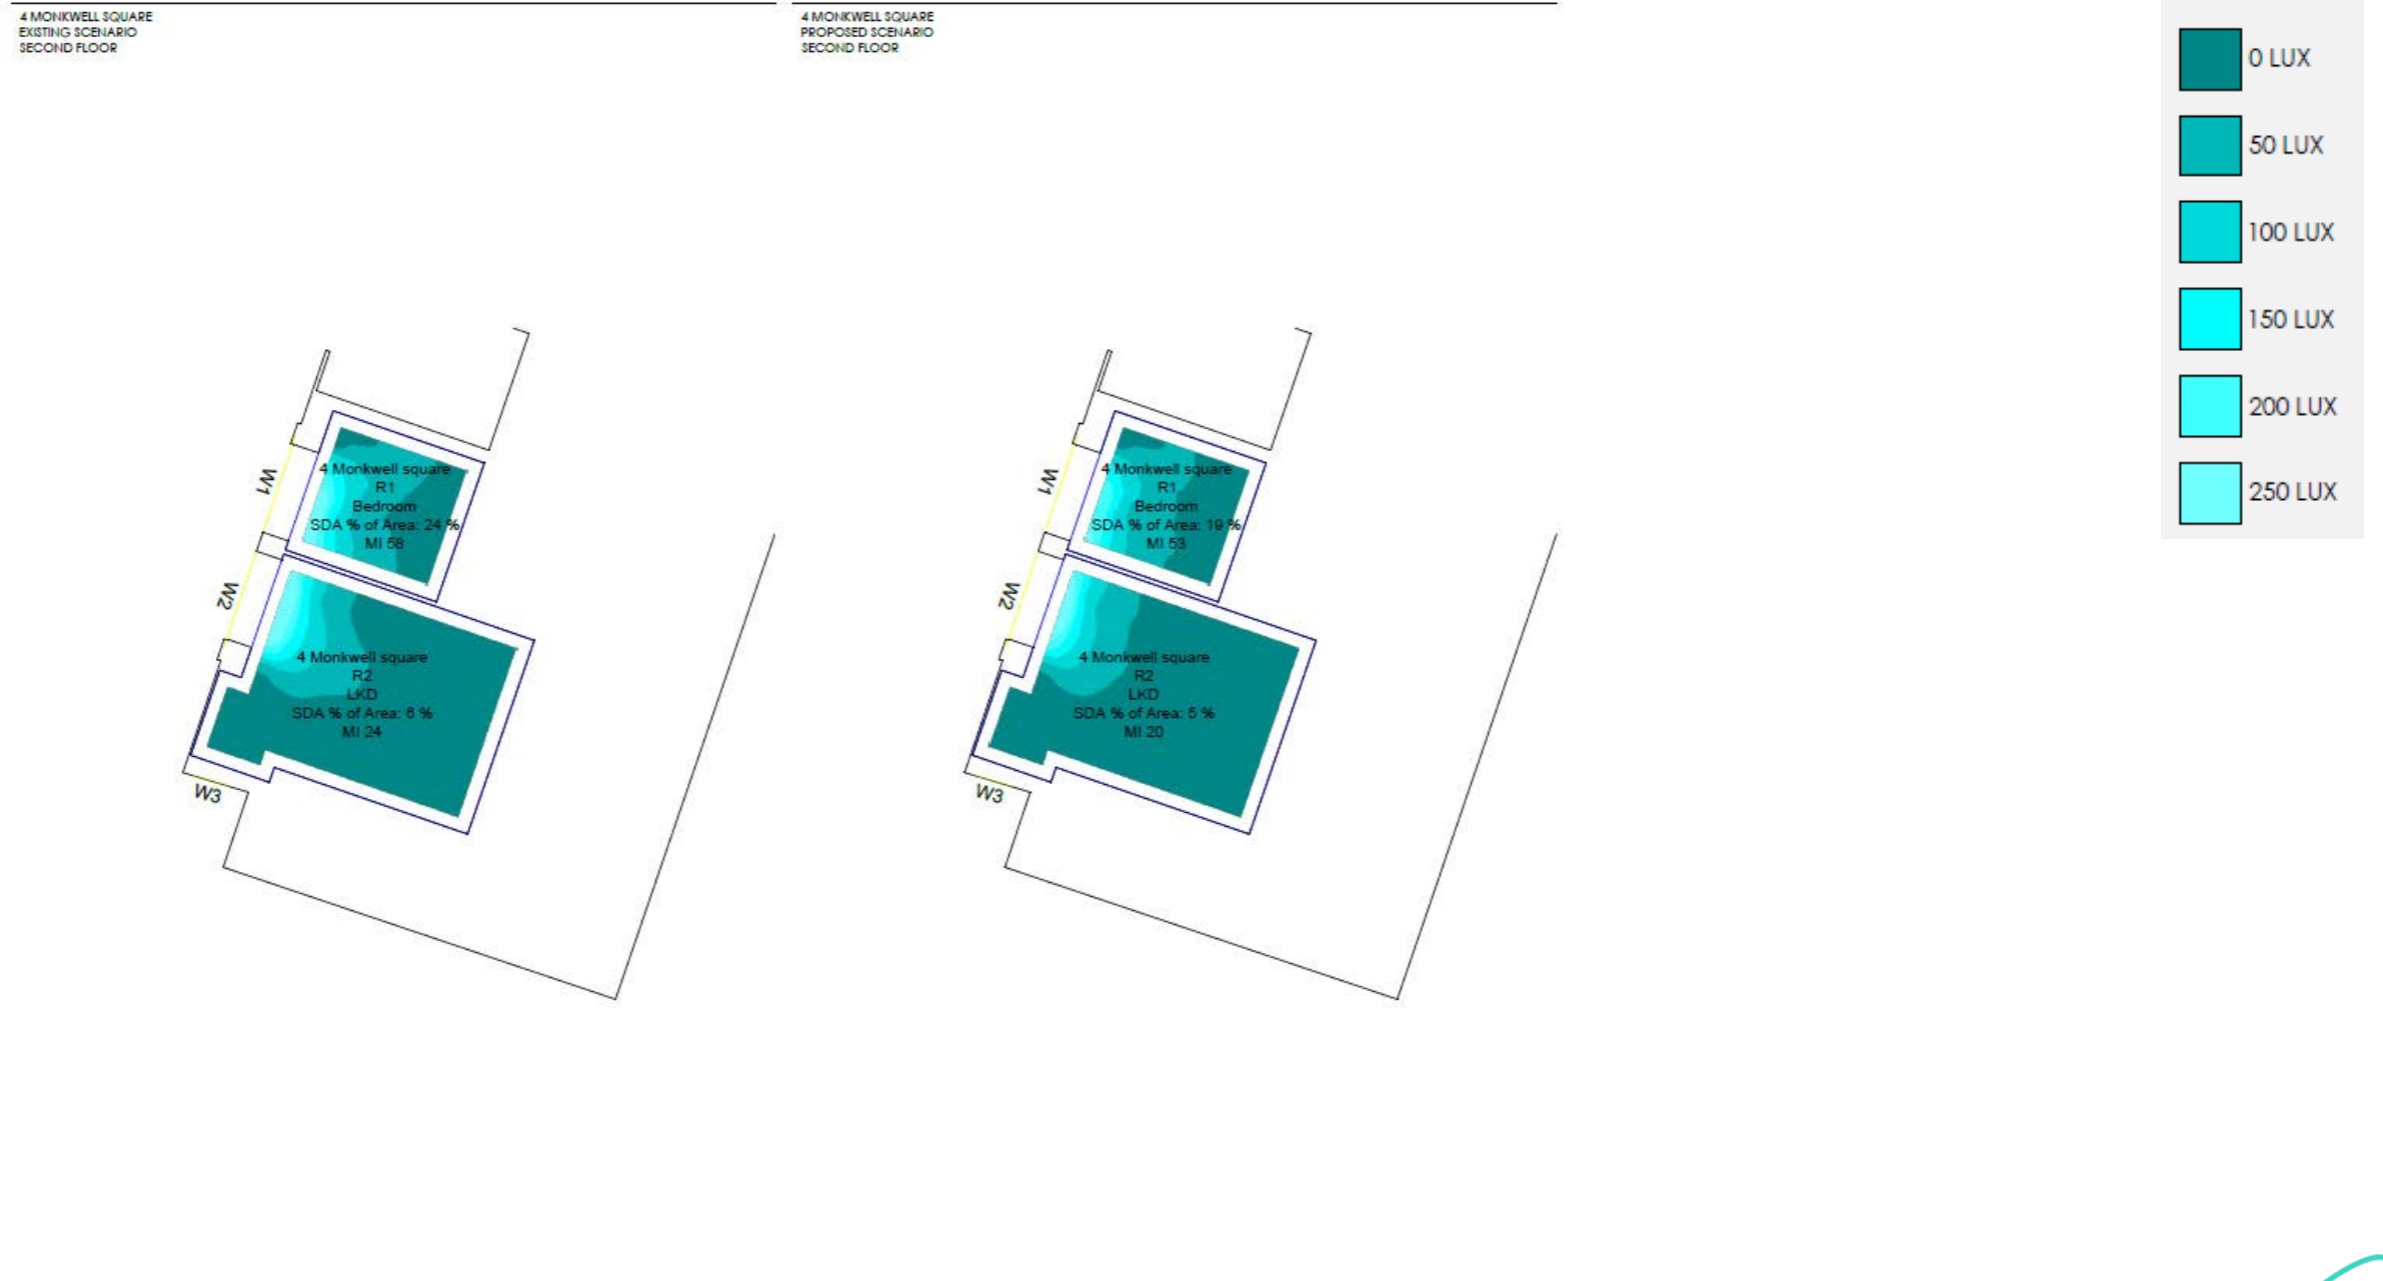 4 MONKWELL SQUARE
EXISTING SCENARIO
SECOND FLOOR
W1
W2
W3
4 Monkwell square
R1
Bedroom
SDA % of Area: 24 %
MI 58
4 Monkwell square
R2
LKD
SDA % of Area: 6 %
MI 24
4 MONKWELL SQUARE
PROPOSED SCENARIO
SECOND FLOOR
W1
W2
W3
4 Monkwell square
R1
Bedroom
SDA % of Area: 19 %
MI 53
4 Monkwell square
R2
LKD
SDA % of Area: 5 %
MI 20
0 LUX
50 LUX
100 LUX
150 LUX
200 LUX
250 LUX